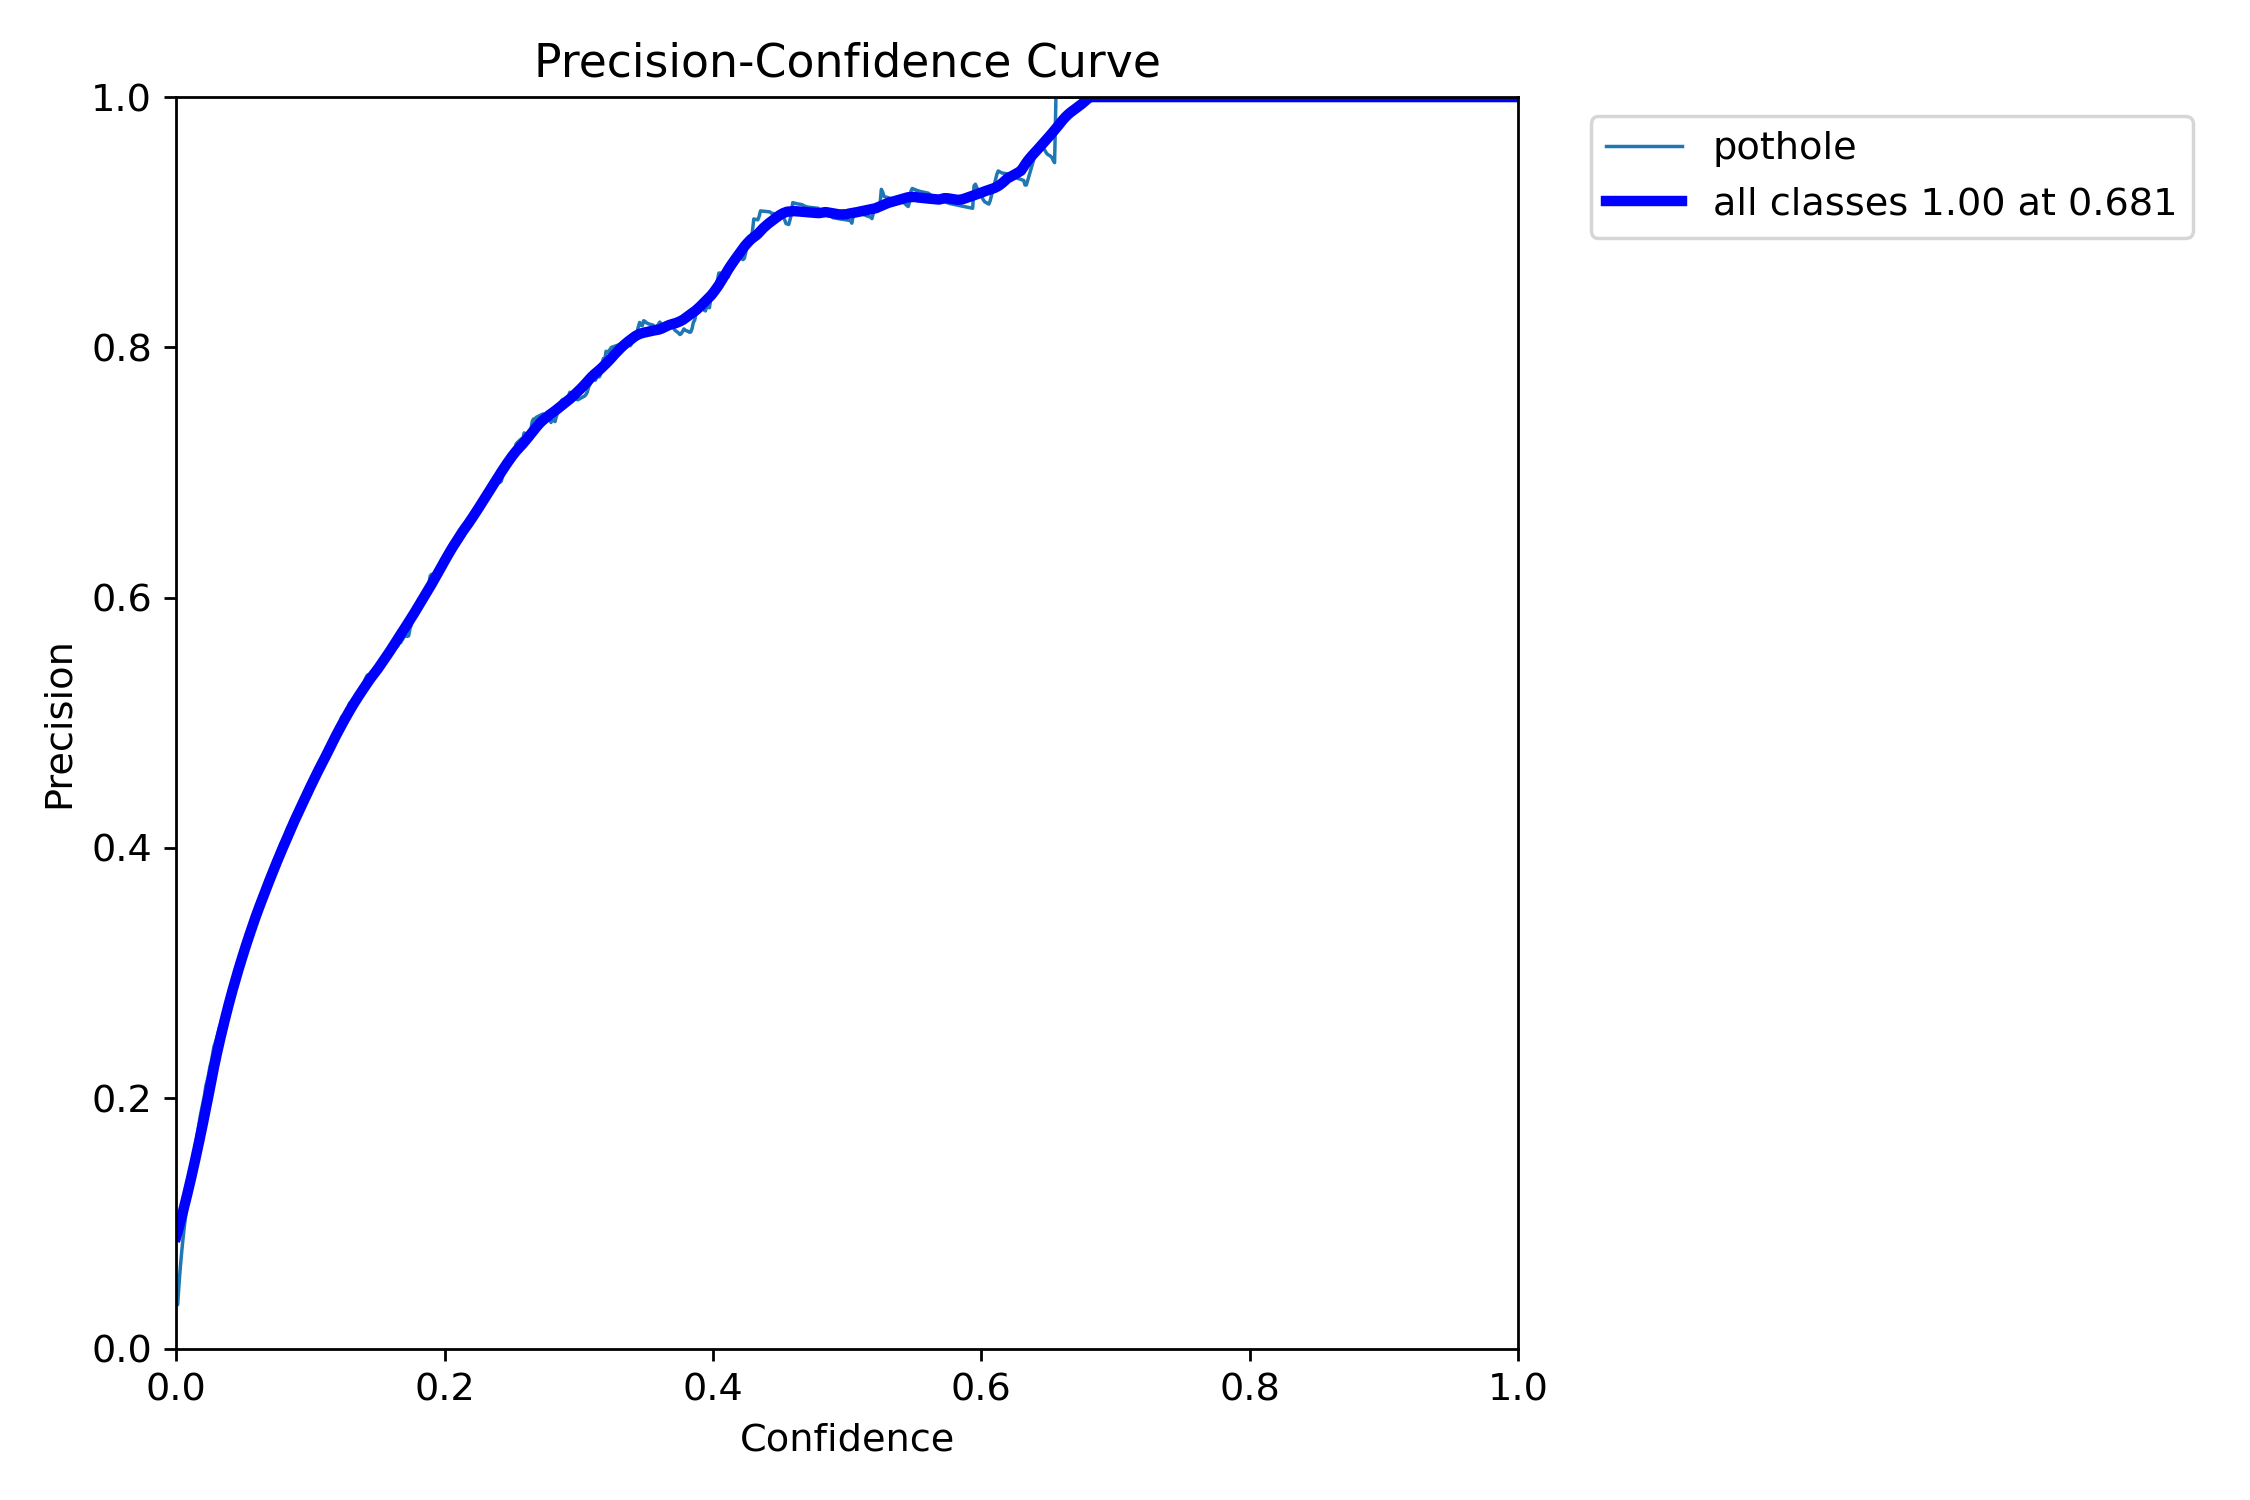 Precision-Confidence Curve
pothole
all classes 1.00 at 0.681
Precision
1.0
0.8
0.6
0.4
0.2
0.0
0.0 0.2 0.4 0.6 0.8 1.0
Confidence